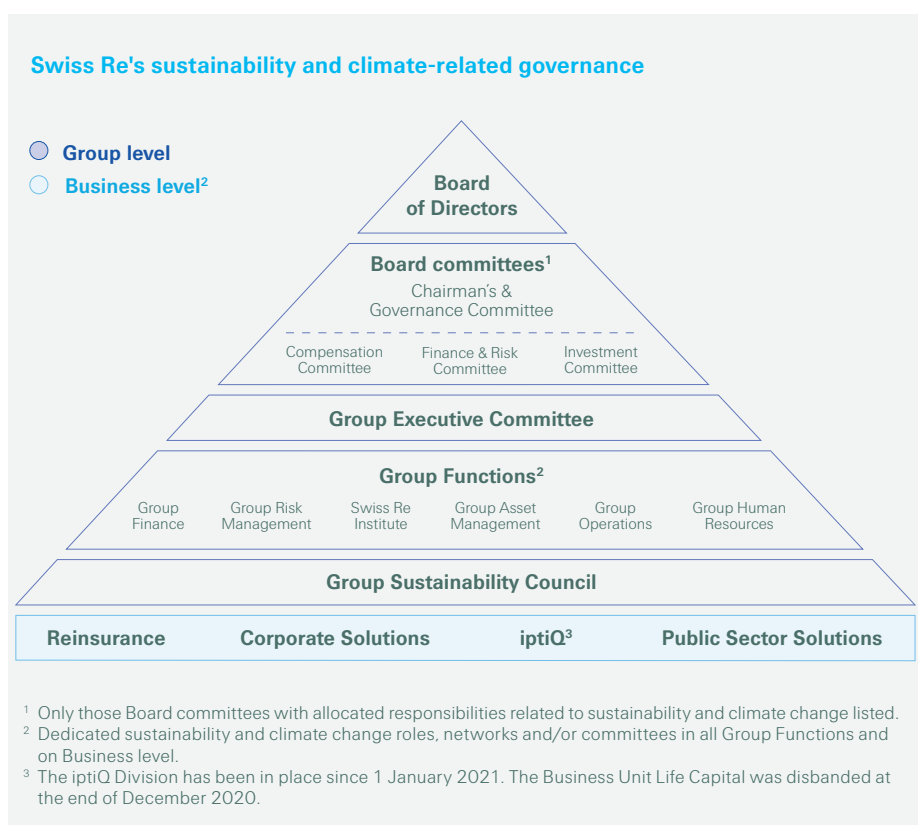 Swiss Re's sustainability and climate-related governance
Group level
Business level²
Board
of Directors
Board committees¹
Chairman's &
Governance Committee
Compensation
Committee
Finance & Risk
Committee
Investment
Committee
Group Executive Committee
Group Functions²
Group
Finance
Group Risk
Management
Swiss Re
Institute
Group Asset
Management
Group
Operations
Group Human
Resources
Group Sustainability Council
Reinsurance Corporate Solutions iptiQ³ Public Sector Solutions
¹ Only those Board committees with allocated responsibilities related to sustainability and climate change listed.
² Dedicated sustainability and climate change roles, networks and/or committees in all Group Functions and
on Business level.
³ The iptiQ Division has been in place since 1 January 2021. The Business Unit Life Capital was disbanded at
the end of December 2020.